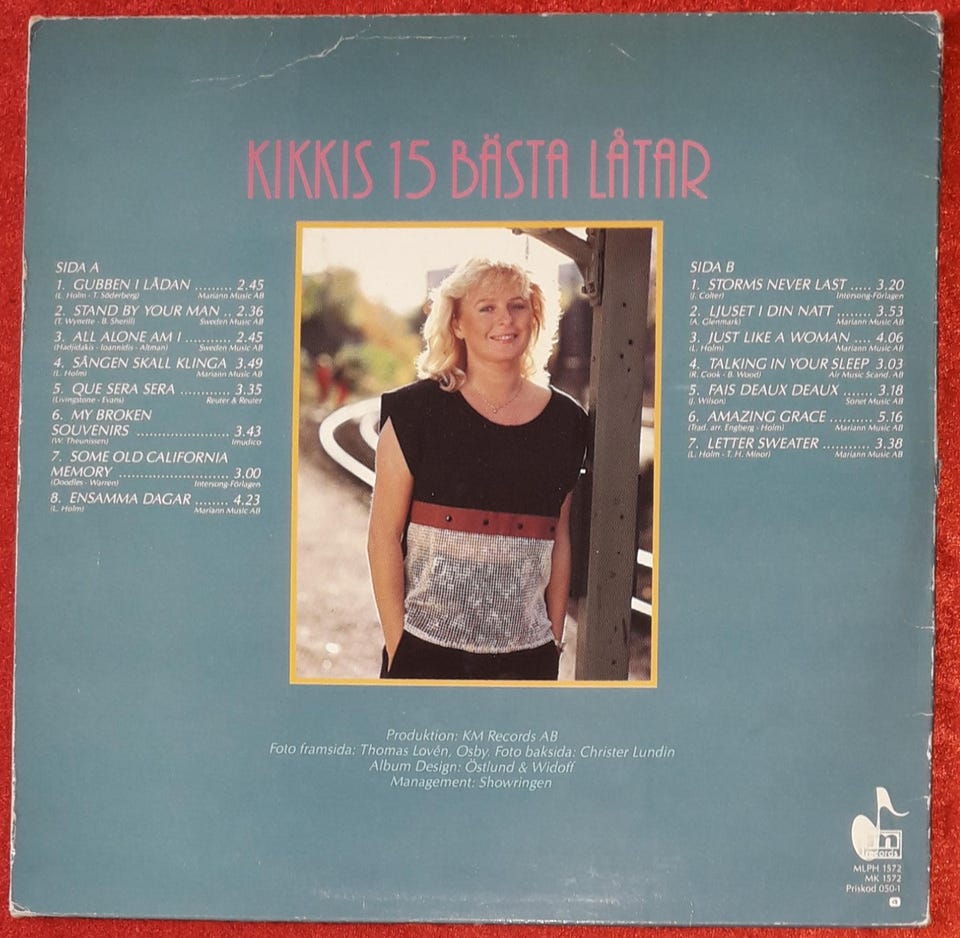 KIKKIS 15 BÄSTA LÅTAR
SIDA A
1. GUBBEN I LÅDAN ......... 2.45
(L. Holm - T. Söderberg) Mariann Music AB
2. STAND BY YOUR MAN .. 2.36
(T. Wynette - B. Sherill) Sweden Music AB
3. ALL ALONE AM I ........... 2.45
(Hadjidakis - Ioannidis - Altman) Sweden Music AB
4. SÅNGEN SKALL KLINGA 3.49
(L. Holm) Mariann Music AB
5. QUE SERA SERA ............ 3.35
(Livingstone - Evans) Reuter & Reuter
6. MY BROKEN
SOUVENIRS ...................... 3.43
(W. Theunissen) Imudico
7. SOME OLD CALIFORNIA
MEMORY .......................... 3.00
(Doodles - Warren) Intersong-Förlagen
8. ENSAMMA DAGAR ........ 4.23
(L. Holm) Mariann Music AB
SIDA B
1. STORMS NEVER LAST ..... 3.20
(J. Colter) Intersong-Förlagen
2. LJUSET I DIN NATT ........ 3.53
(A. Glenmark) Mariann Music AB
3. JUST LIKE A WOMAN .... 4.06
(L. Holm) Mariann Music AB
4. TALKING IN YOUR SLEEP 3.03
(R. Cook - B. Wood) Air Music Scand. AB
5. FAIS DEAUX DEAUX ....... 3.18
(J. Wilson) Sonet Music AB
6. AMAZING GRACE .......... 5.16
(Trad. arr. Engberg - Holm) Mariann Music AB
7. LETTER SWEATER ........... 3.38
(L. Holm - T. H. Minor) Mariann Music AB
Produktion: KM Records AB
Foto framsida: Thomas Lovén, Osby. Foto baksida: Christer Lundin
Album Design: Östlund & Widoff
Management: Showringen
m
records
MLPH 1572
MK 1572
Priskod 050-1